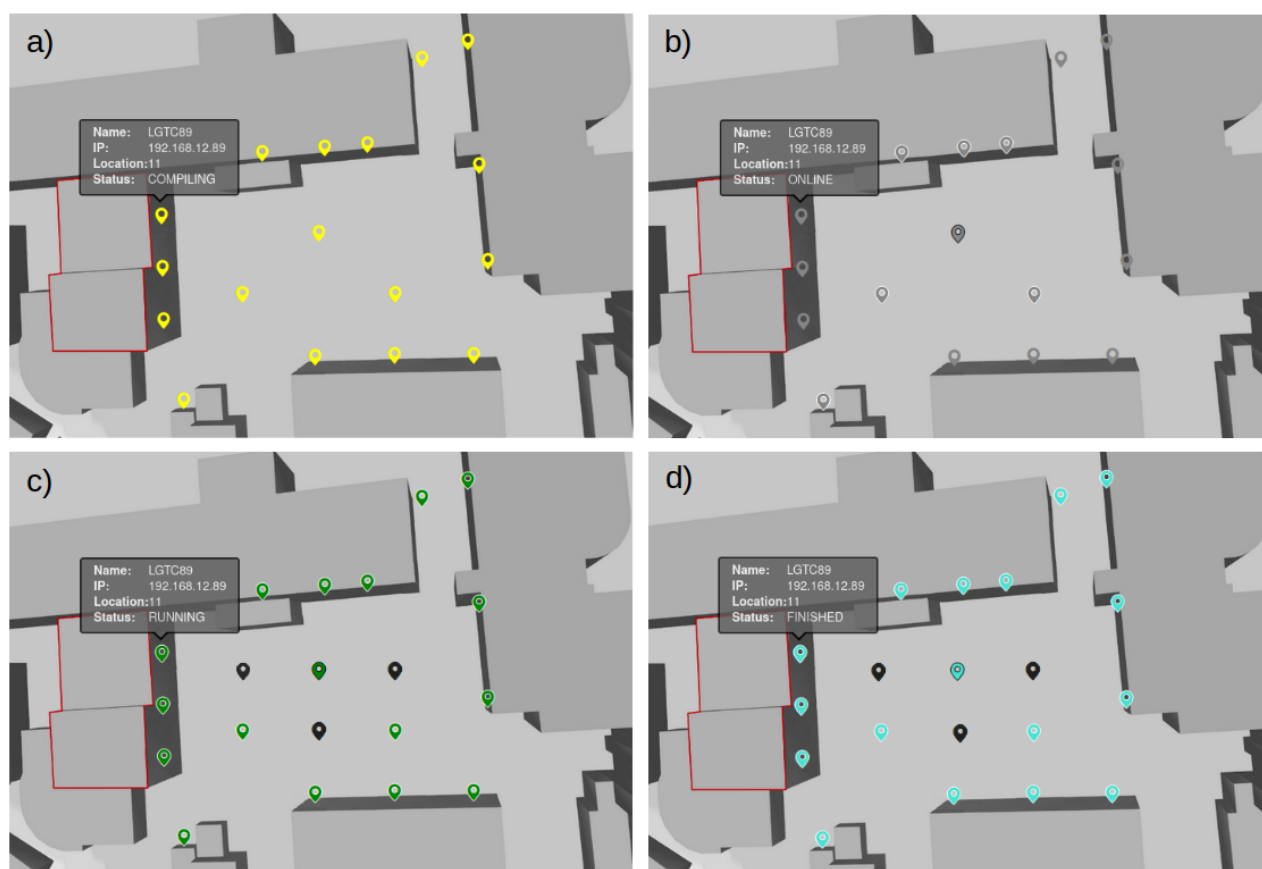 a)
Name: LGTC89
IP: 192.168.12.89
Location:11
Status: COMPILING
b)
Name: LGTC89
IP: 192.168.12.89
Location:11
Status: ONLINE
c)
Name: LGTC89
IP: 192.168.12.89
Location:11
Status: RUNNING
d)
Name: LGTC89
IP: 192.168.12.89
Location:11
Status: FINISHED